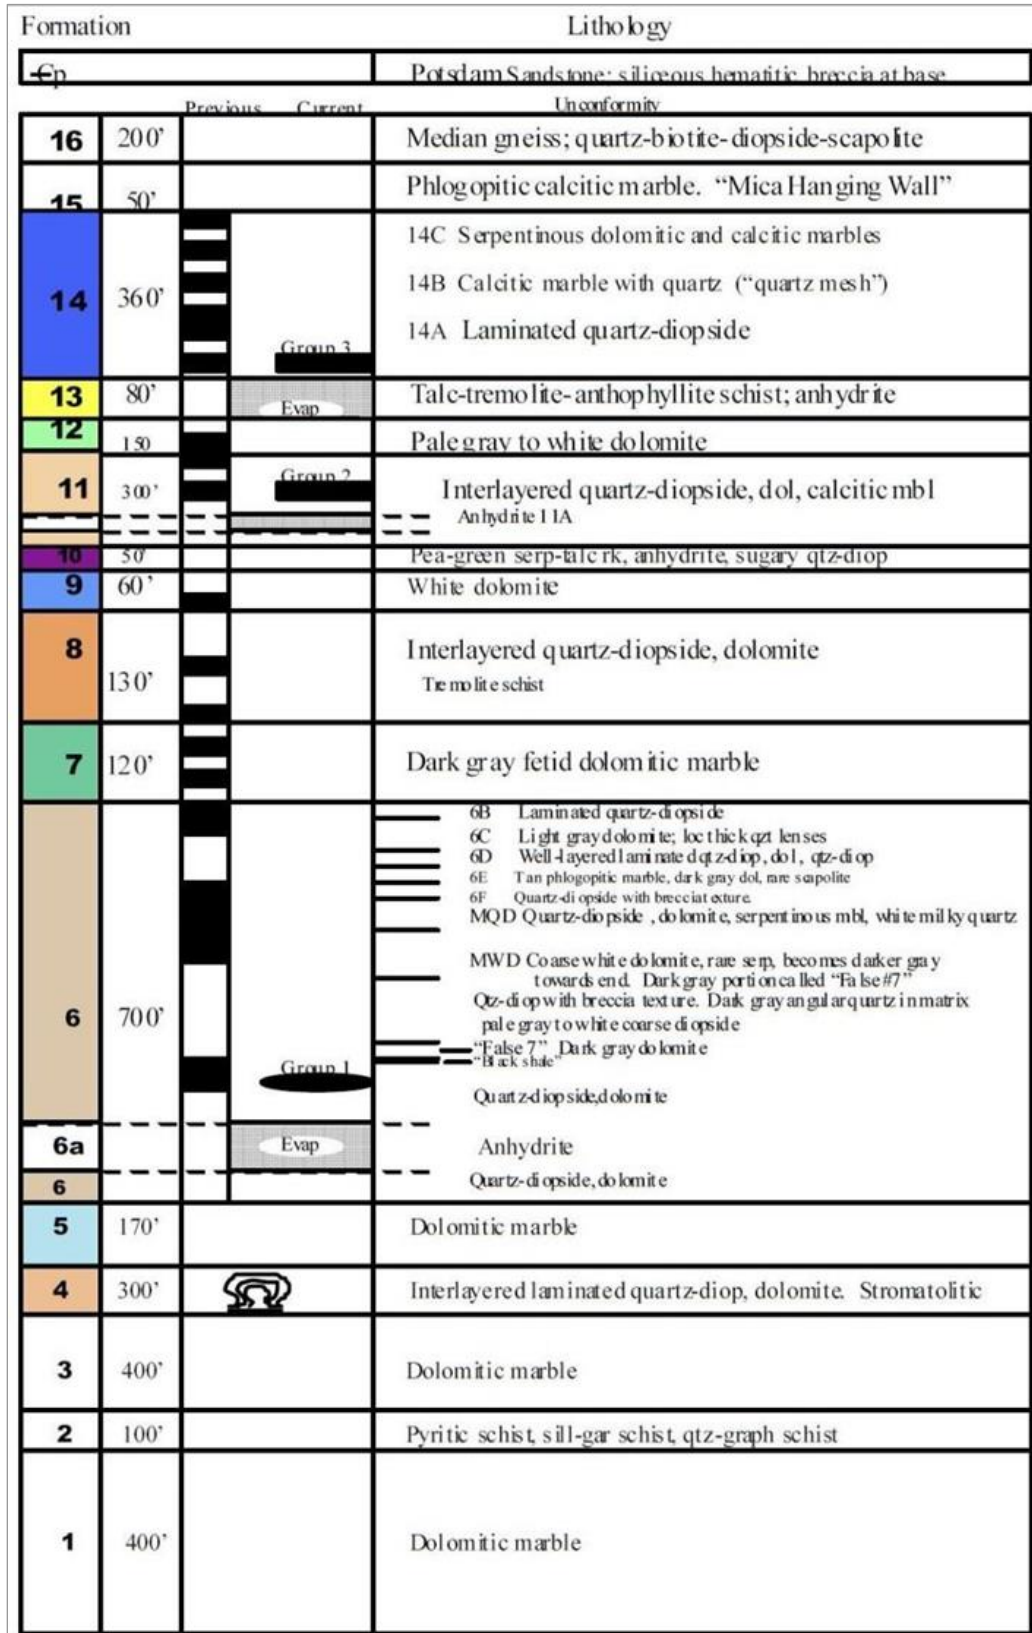 Formation Lithology
Ꞓp Potsdam Sandstone: siliceous hematitic breccia at base
Previous Current Unconformity
16 200' Median gneiss; quartz-biotite-diopside-scapolite
15 50' Phlogopitic calcitic marble. “Mica Hanging Wall”
14C Serpentinous dolomitic and calcitic marbles
14B Calcitic marble with quartz (“quartz mesh”)
14 360' 14A Laminated quartz-diopside
Group 3
13 80' Evap Talc-tremolite-anthophyllite schist; anhydrite
12 150 Pale gray to white dolomite
Group 2
11 300' Interlayered quartz-diopside, dol, calcitic mbl
Anhydrite 11A
10 50' Pea-green serp-talc rk, anhydrite, sugary qtz-diop
9 60' White dolomite
8 130' Interlayered quartz-diopside, dolomite
Tremolite schist
7 120' Dark gray fetid dolomitic marble
6B Laminated quartz-diopside
6C Light gray dolomite; loc thick qzt lenses
6D Well-layered laminated qtz-diop, dol, qtz-diop
6E Tan phlogopitic marble, dark gray dol, rare scapolite
6F Quartz-diopside with breccia texture.
MQD Quartz-diopside , dolomite, serpentinous mbl, white milky quartz
MWD Coarse white dolomite, rare serp, becomes darker gray
towards end. Dark gray portion called “False #7”
6 700' Qtz-diop with breccia texture. Dark gray angular quartz in matrix
pale gray to white coarse diopside
“False 7” Dark gray dolomite
“Black shale”
Group 1
Quartz-diopside,dolomite
6a Evap Anhydrite
6 Quartz-diopside, dolomite
5 170' Dolomitic marble
4 300' Interlayered laminated quartz-diop, dolomite. Stromatolitic
3 400' Dolomitic marble
2 100' Pyritic schist, sill-gar schist, qtz-graph schist
1 400' Dolomitic marble